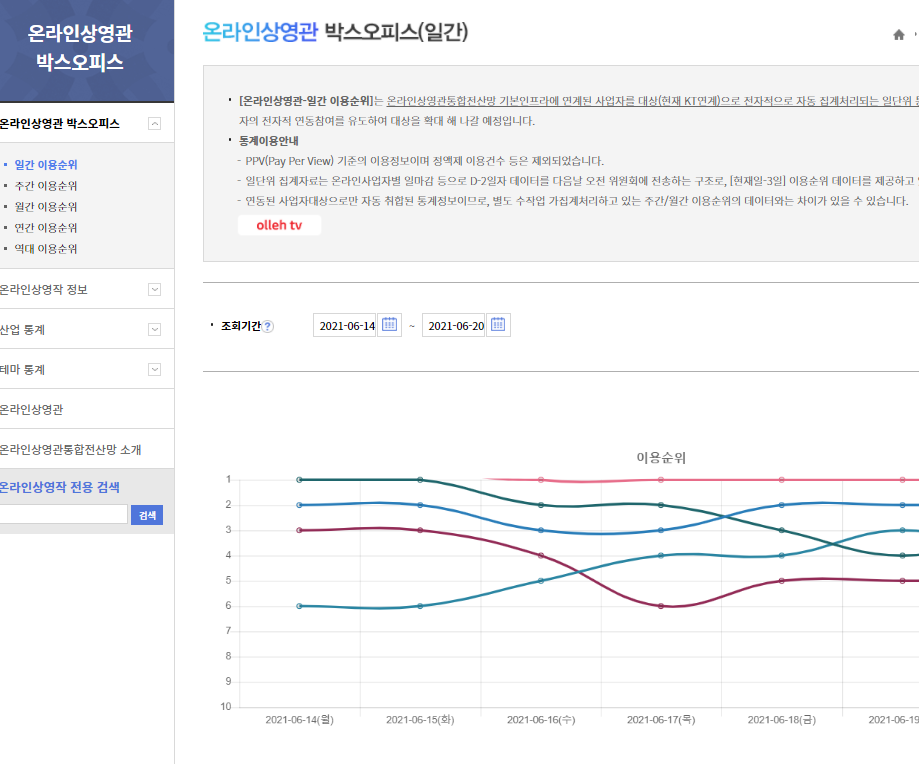 온라인상영관
박스오피스
온라인상영관 박스오피스
일간 이용순위
주간 이용순위
월간 이용순위
연간 이용순위
역대 이용순위
온라인상영작 정보
산업 통계
테마 통계
온라인상영관
온라인상영관통합전산망 소개
온라인상영작 전용 검색
검색
온라인상영관 박스오피스(일간)
[온라인상영관-일간 이용순위]는 온라인상영관통합전산망 기본인프라에 연계된 사업자를 대상(현재 KT연계)으로 전자적으로 자동 집계처리되는 일단위
자의 전자적 연동참여를 유도하여 대상을 확대 해 나갈 예정입니다.
통계이용안내
- PPV(Pay Per View) 기준의 이용정보이며 정액제 이용건수 등은 제외되었습니다.
- 일단위 집계자료는 온라인사업자별 일마감 등으로 D-2일자 데이터를 다음날 오전 위원회에 전송하는 구조로, [현재일-3일] 이용순위 데이터를 제공하고
- 연동된 사업자대상으로만 자동 취합된 통계정보이므로, 별도 수작업 가집계처리하고 있는 주간/월간 이용순위의 데이터와는 차이가 있을 수 있습니다.
olleh tv
조회기간 ?
2021-06-14 ~ 2021-06-20
이용순위
1
2
3
4
5
6
7
8
9
10
2021-06-14(월) 2021-06-15(화) 2021-06-16(수) 2021-06-17(목) 2021-06-18(금) 2021-06-19